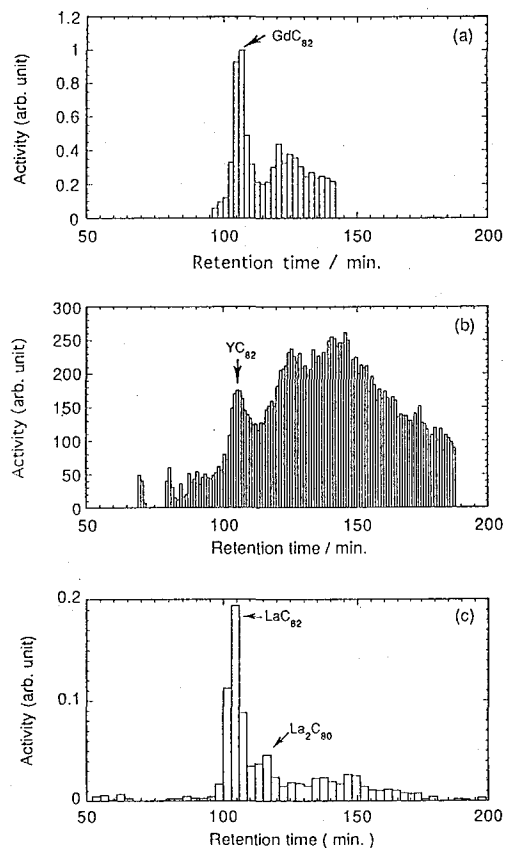 1.2
(a)
GdC82
1
0.8
0.6
0.4
0.2
0
Activity (arb. unit)
50 100 150 200
Retention time / min.
300
(b)
250
YC82
200
150
100
50
0
Activity (arb. unit)
50 100 150 200
Retention time / min.
0.2
(c)
LaC82
0.1
La2C80
0
Activity (arb. unit)
50 100 150 200
Retention time ( min. )